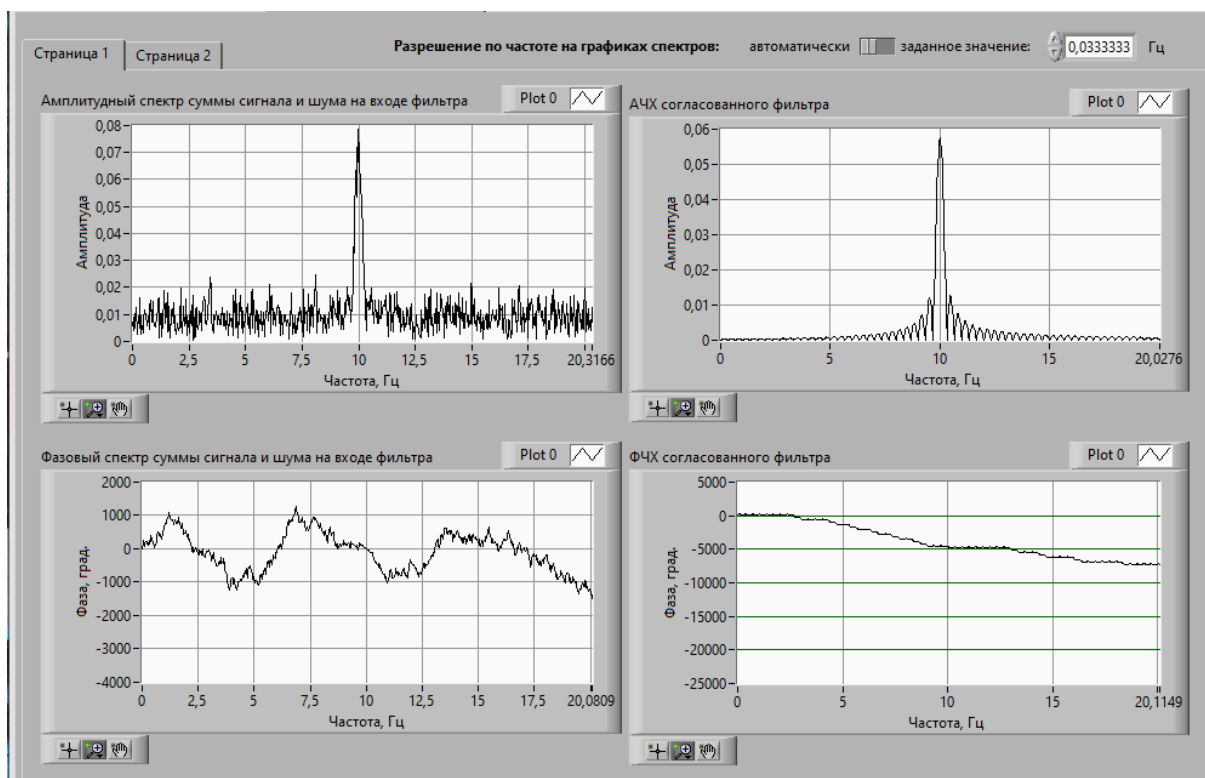 Разрешение по частоте на графиках спектров: автоматически заданное значение: 0,0333333 Гц
Страница 1 Страница 2
Амплитудный спектр суммы сигнала и шума на входе фильтра Plot 0
0,08
0,07
0,06
0,05
0,04
0,03
0,02
0,01
0
Амплитуда
0 2,5 5 7,5 10 12,5 15 17,5 20,3166
Частота, Гц
АЧХ согласованного фильтра Plot 0
0,06
0,05
0,04
0,03
0,02
0,01
0
Амплитуда
0 5 10 15 20,0276
Частота, Гц
Фазовый спектр суммы сигнала и шума на входе фильтра Plot 0
2000
1000
0
-1000
-2000
-3000
-4000
Фаза, град.
0 2,5 5 7,5 10 12,5 15 17,5 20,0809
Частота, Гц
ФЧХ согласованного фильтра Plot 0
5000
0
-5000
-10000
-15000
-20000
-25000
Фаза, град.
0 5 10 15 20,1149
Частота, Гц